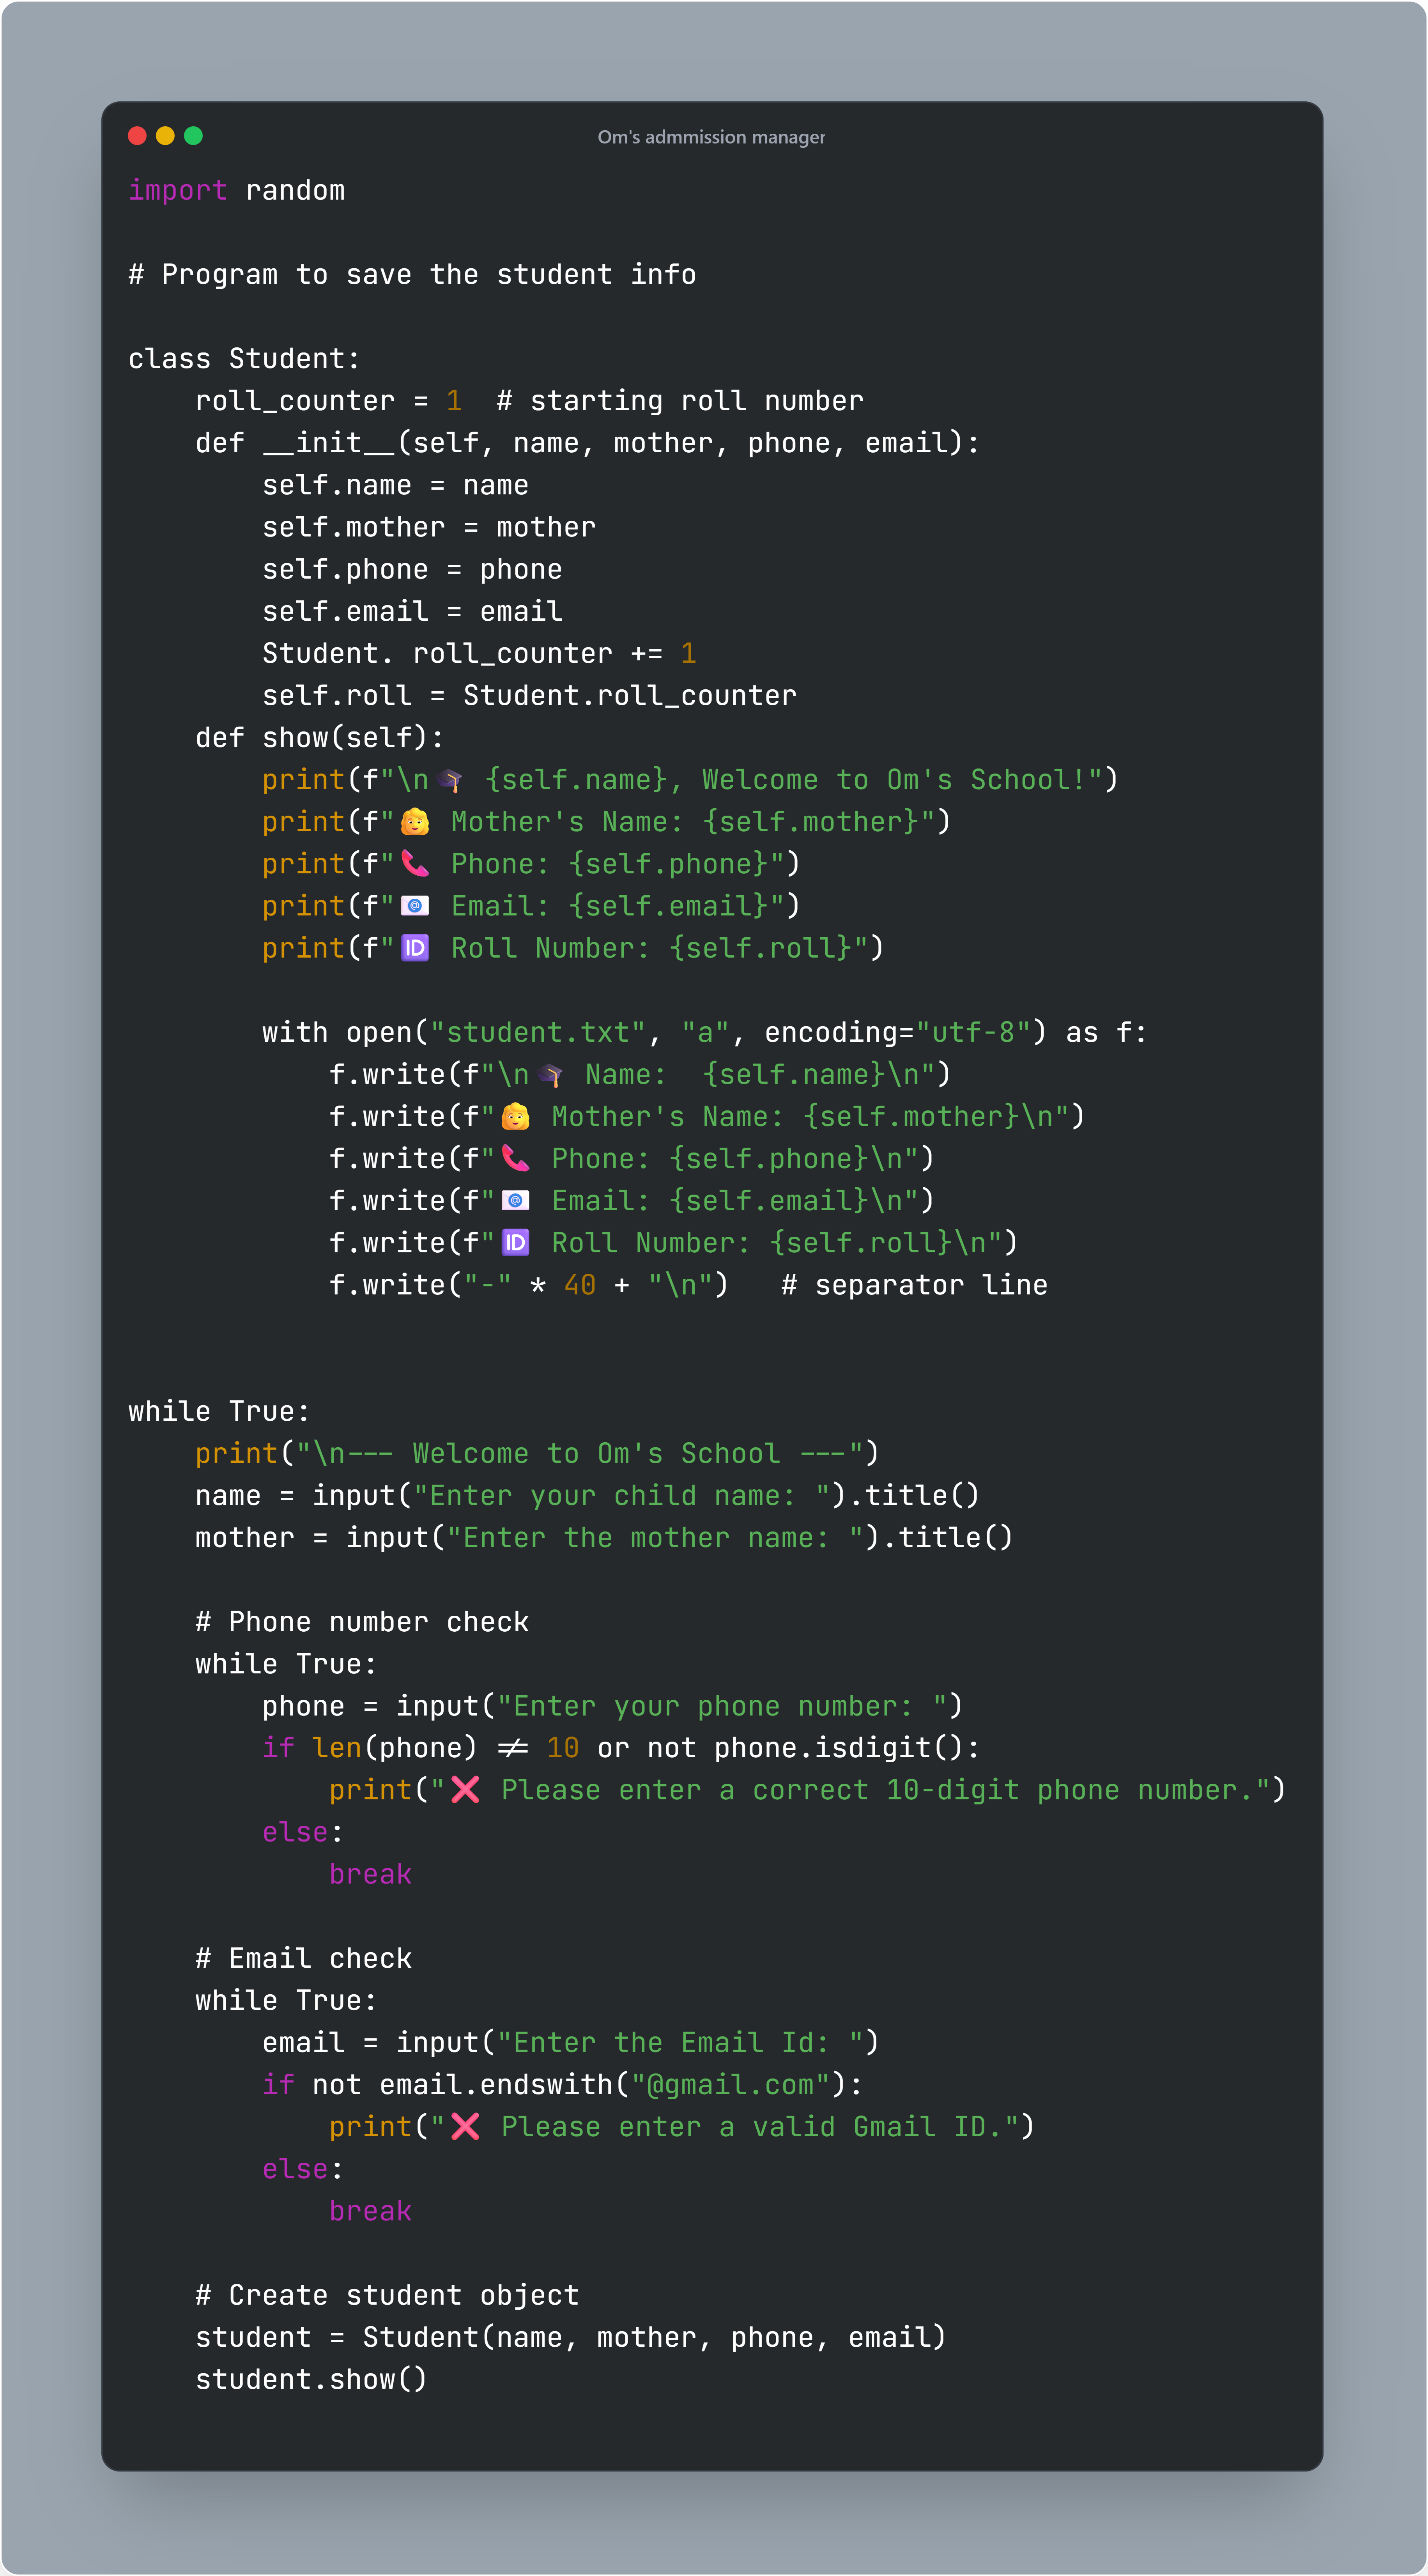 Om's admmission manager
import random
# Program to save the student info
class Student:
    roll_counter = 1  # starting roll number
    def __init__(self, name, mother, phone, email):
        self.name = name
        self.mother = mother
        self.phone = phone
        self.email = email
        Student. roll_counter += 1
        self.roll = Student.roll_counter
    def show(self):
        print(f"\n🎓 {self.name}, Welcome to Om's School!")
        print(f"👩 Mother's Name: {self.mother}")
        print(f"📞 Phone: {self.phone}")
        print(f"📧 Email: {self.email}")
        print(f"🆔 Roll Number: {self.roll}")
        with open("student.txt", "a", encoding="utf-8") as f:
            f.write(f"\n🎓 Name:  {self.name}\n")
            f.write(f"👩 Mother's Name: {self.mother}\n")
            f.write(f"📞 Phone: {self.phone}\n")
            f.write(f"📧 Email: {self.email}\n")
            f.write(f"🆔 Roll Number: {self.roll}\n")
            f.write("-" * 40 + "\n")   # separator line
while True:
    print("\n--- Welcome to Om's School ---")
    name = input("Enter your child name: ").title()
    mother = input("Enter the mother name: ").title()
    # Phone number check
    while True:
        phone = input("Enter your phone number: ")
        if len(phone) != 10 or not phone.isdigit():
            print("❌ Please enter a correct 10-digit phone number.")
        else:
            break
    # Email check
    while True:
        email = input("Enter the Email Id: ")
        if not email.endswith("@gmail.com"):
            print("❌ Please enter a valid Gmail ID.")
        else:
            break
    # Create student object
    student = Student(name, mother, phone, email)
    student.show()